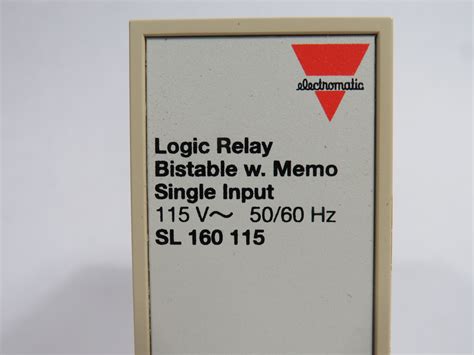 electromatic
Logic Relay
Bistable w. Memo
Single Input
115 V～ 50/60 Hz
SL 160 115